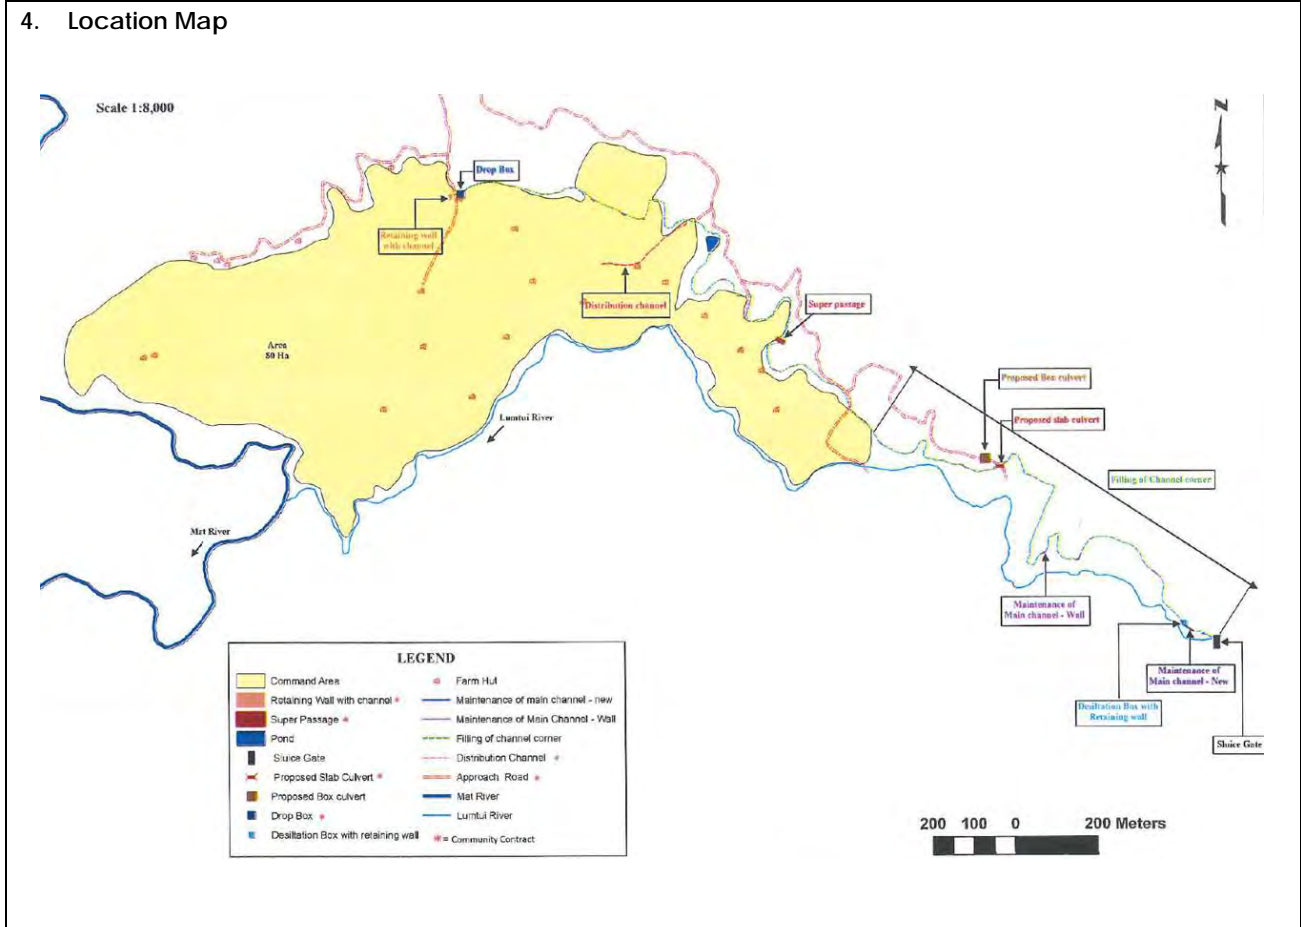 4. Location Map
Scale 1:8,000
N
Drop Box
Retaining wall
with channel
Distribution channel
Super passage
Area
80 Ha
Proposed Box culvert
Proposed slab culvert
Lumtui River
Filling of Channel corner
Mat River
Maintenance of
Main channel - Wall
Maintenance of
Main channel - New
Desiltation Box with
Retaining wall
Sluice Gate
LEGEND
Command Area
Retaining Wall with channel *
Super Passage *
Pond
Sluice Gate
Proposed Slab Culvert *
Proposed Box culvert
Drop Box *
Desiltation Box with retaining wall
Farm Hut
Maintenance of main channel - new
Maintenance of Main Channel - Wall
Filling of channel corner
Distribution Channel *
Approach Road *
Mat River
Lumtui River
* = Community Contract
200 100 0 200 Meters